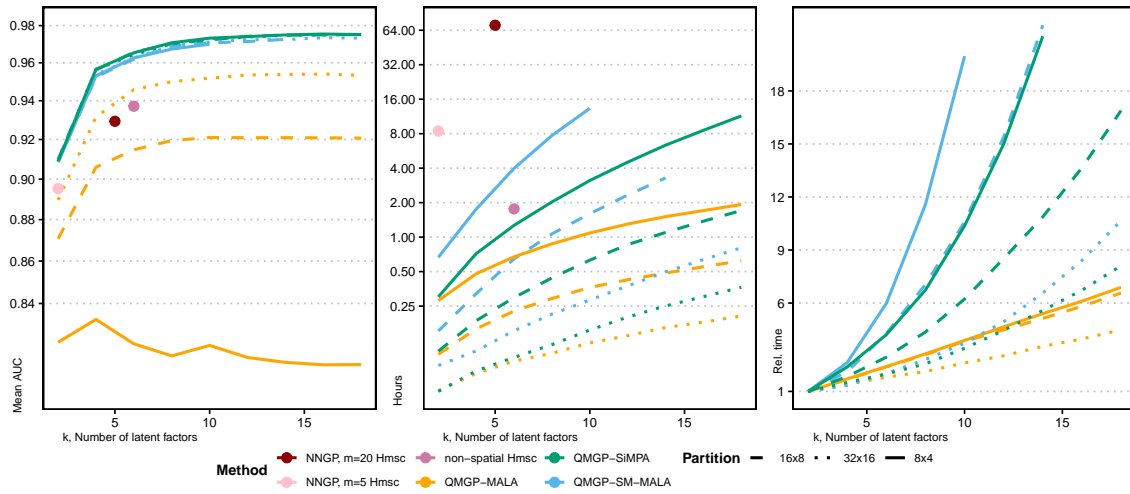 0.98
0.96
0.94
0.92
0.90
0.88
0.86
0.84
Mean AUC
5
10
15
k, Number of latent factors
64.00
32.00
16.00
8.00
4.00
2.00
1.00
0.50
0.25
Hours
5
10
15
k, Number of latent factors
18
15
12
9
6
1
Rel. time
5
10
15
k, Number of latent factors
Method
NNGP, m=20 Hmsc
non−spatial Hmsc
QMGP−SiMPA
NNGP, m=5 Hmsc
QMGP−MALA
QMGP−SM−MALA
Partition
16x8
32x16
8x4